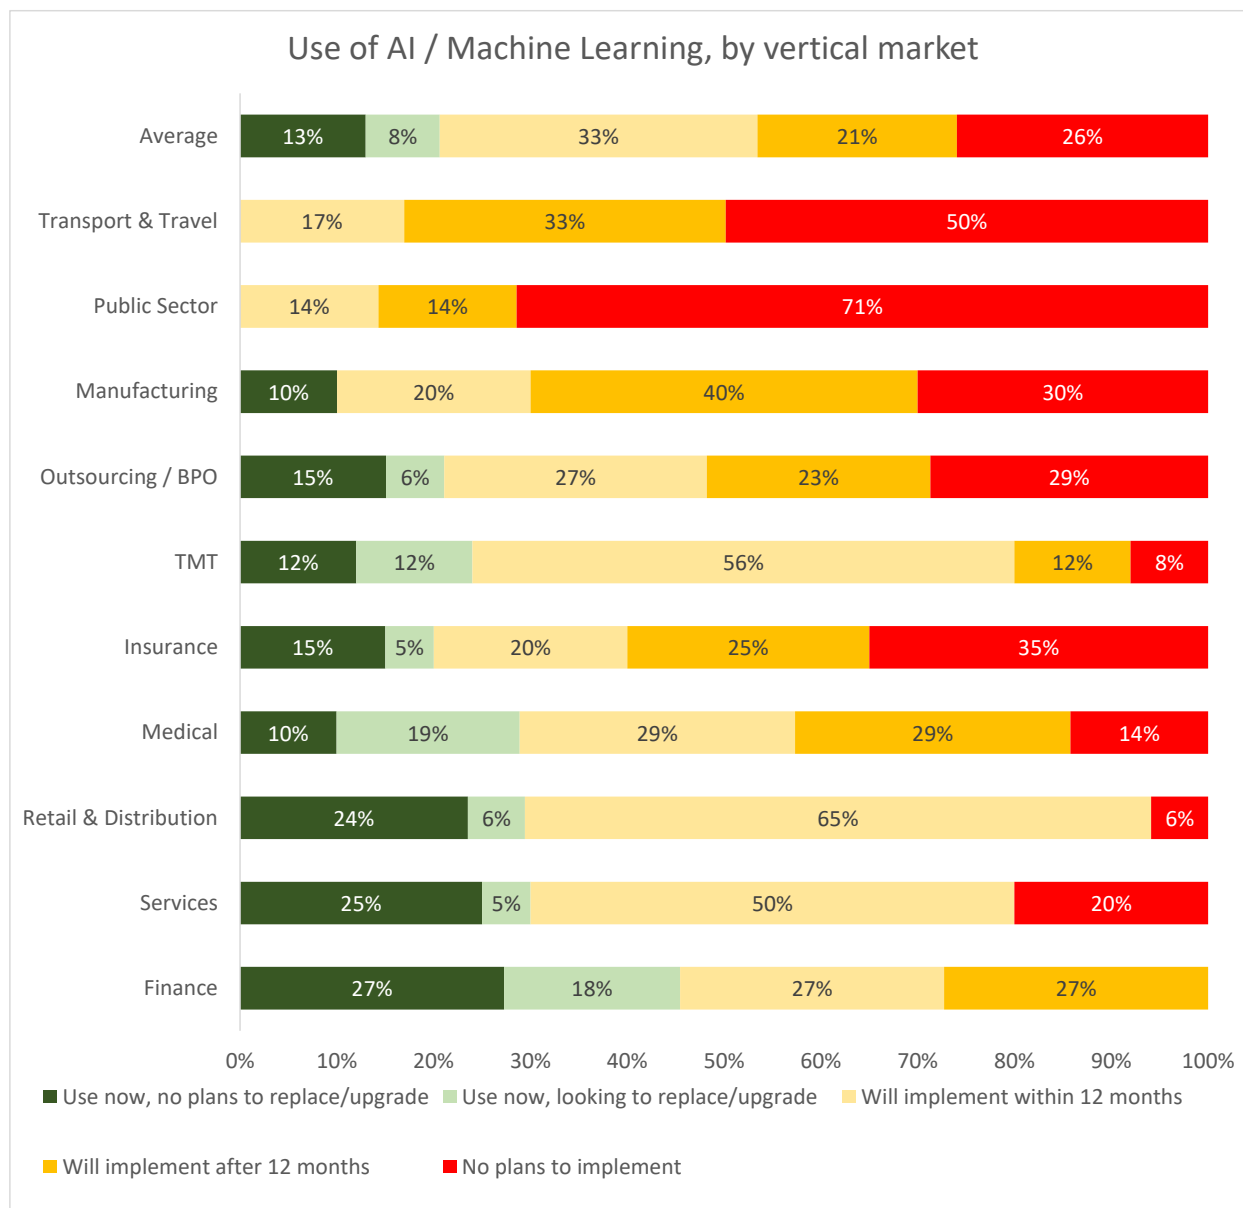 Use of AI / Machine Learning, by vertical market
Average 13% 8% 33% 21% 26%
Transport & Travel 17% 33% 50%
Public Sector 14% 14% 71%
Manufacturing 10% 20% 40% 30%
Outsourcing / BPO 15% 6% 27% 23% 29%
TMT 12% 12% 56% 12% 8%
Insurance 15% 5% 20% 25% 35%
Medical 10% 19% 29% 29% 14%
Retail & Distribution 24% 6% 65% 6%
Services 25% 5% 50% 20%
Finance 27% 18% 27% 27%
0% 10% 20% 30% 40% 50% 60% 70% 80% 90% 100%
Use now, no plans to replace/upgrade Use now, looking to replace/upgrade Will implement within 12 months
Will implement after 12 months No plans to implement